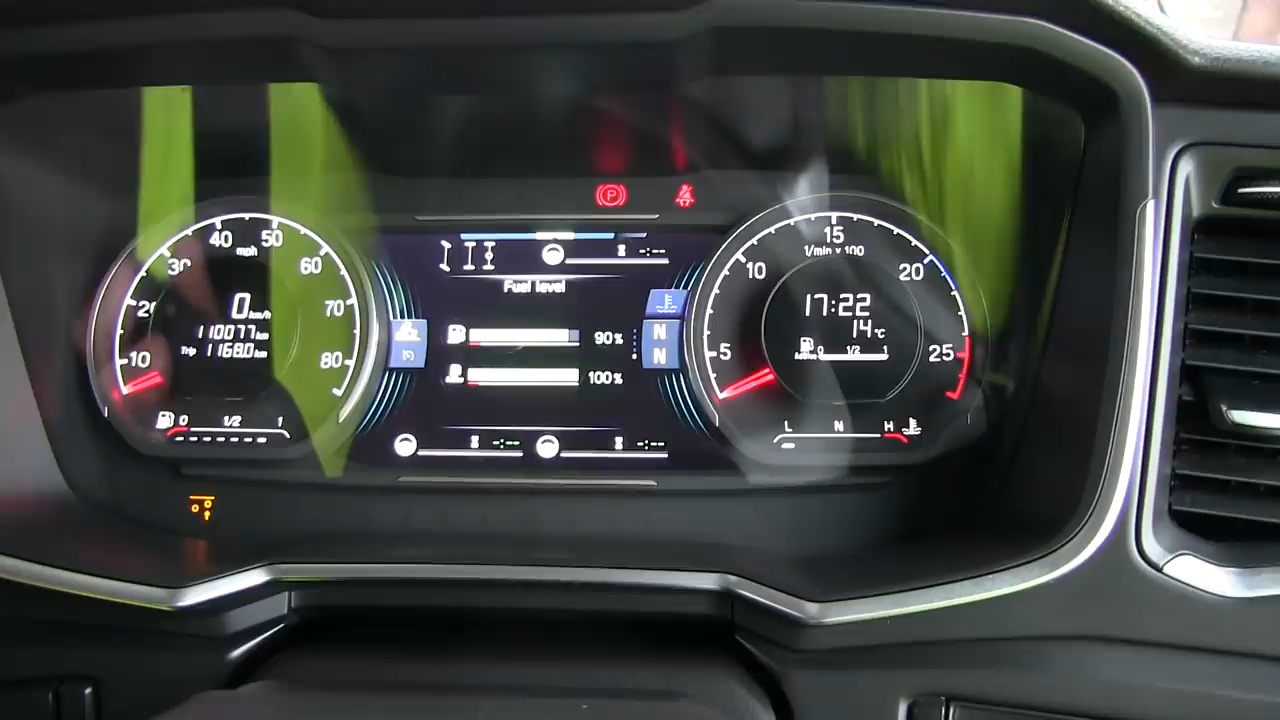 40 50
mph
30 60
20 70
10 80
0 km/h
110077 km
Trip 1168.0 km
0 1/2 1
P
-:--
Fuel level
90%
100%
-:-- -:--
N
N
15
1/min x 100
10 20
5 25
17:22
14 °C
AdBlue 0 1/2 1
L N H